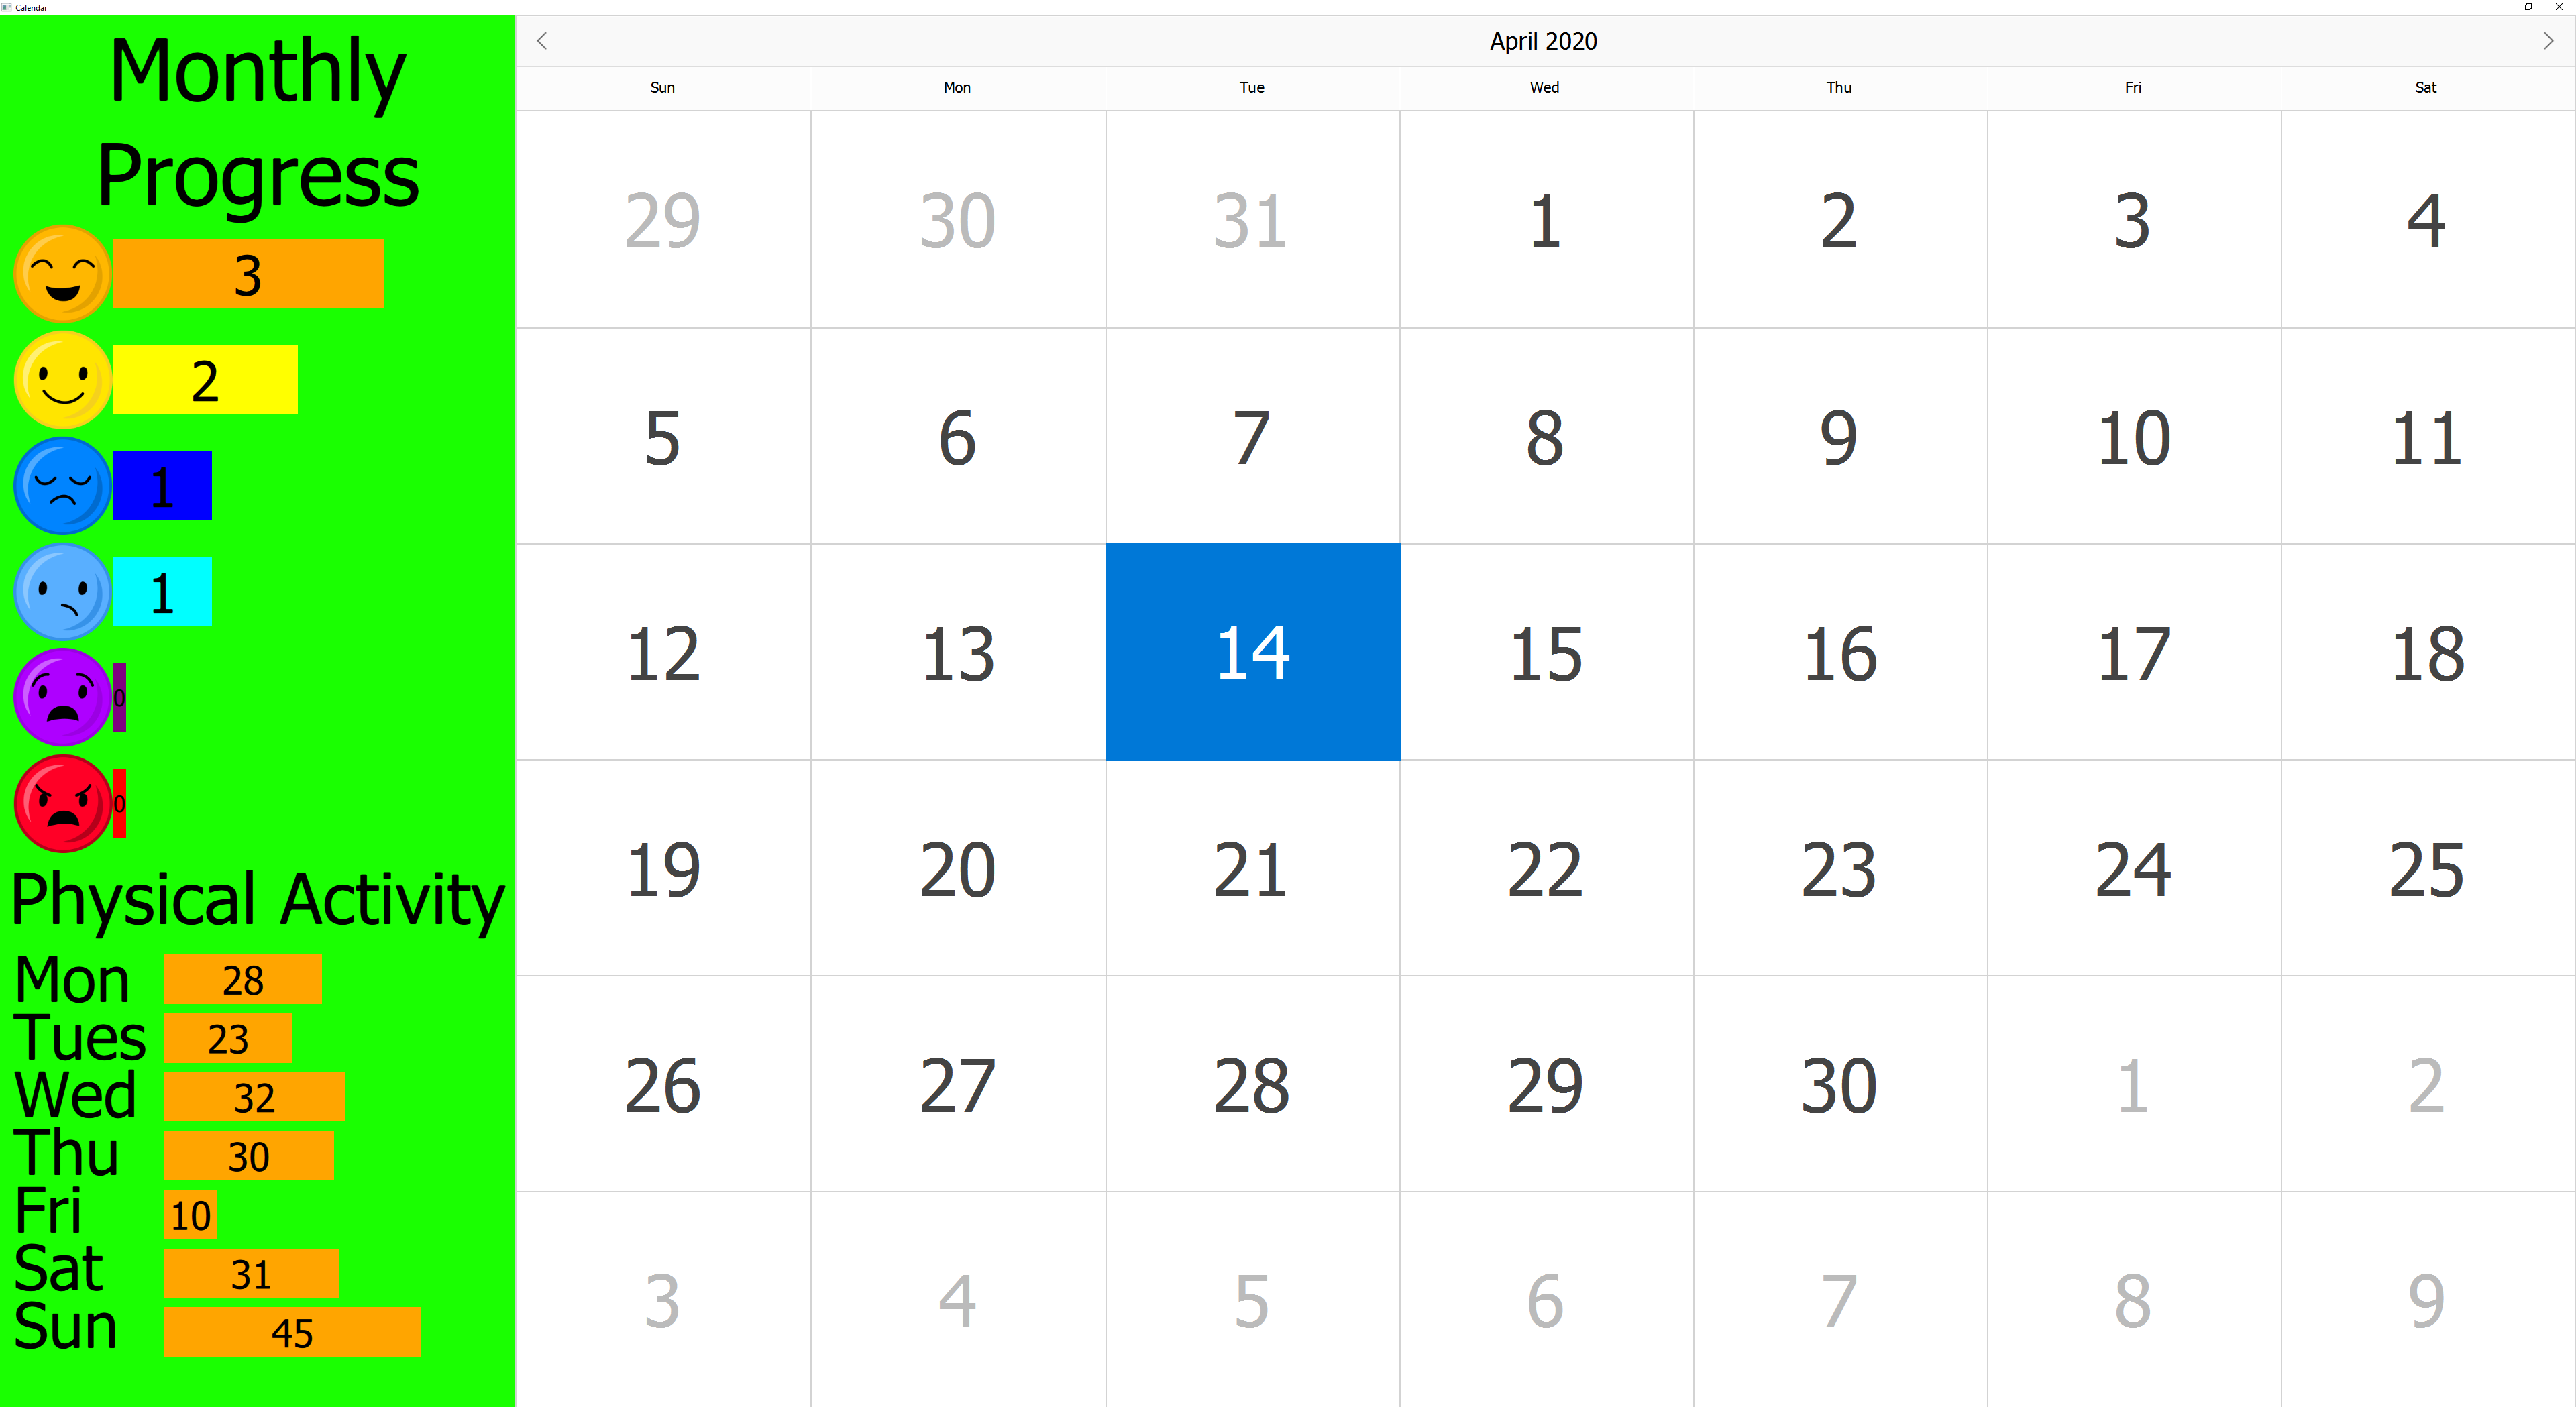 Calendar
Monthly
Progress
3
2
1
1
0
0
Physical Activity
Mon 28
Tues 23
Wed 32
Thu 30
Fri 10
Sat 31
Sun 45
April 2020
Sun Mon Tue Wed Thu Fri Sat
29 30 31 1 2 3 4
5 6 7 8 9 10 11
12 13 14 15 16 17 18
19 20 21 22 23 24 25
26 27 28 29 30 1 2
3 4 5 6 7 8 9